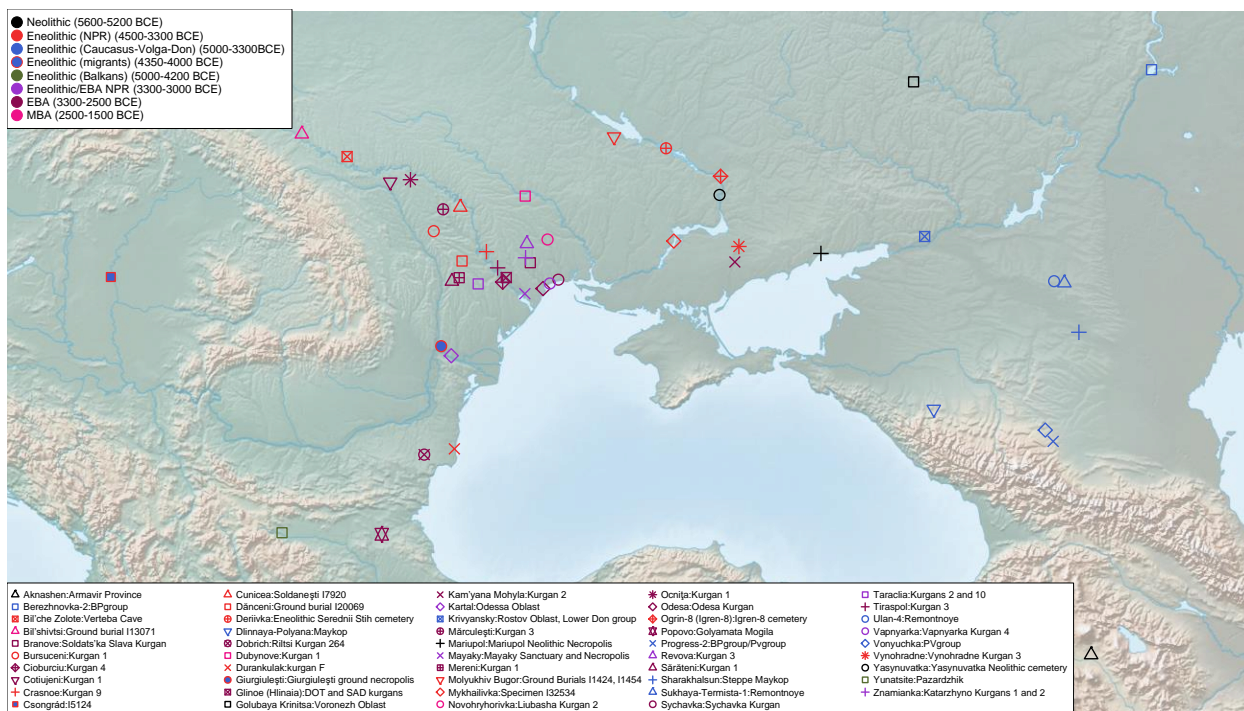 Neolithic (5600-5200 BCE)
Eneolithic (NPR) (4500-3300 BCE)
Eneolithic (Caucasus-Volga-Don) (5000-3300BCE)
Eneolithic (migrants) (4350-4000 BCE)
Eneolithic (Balkans) (5000-4200 BCE)
Eneolithic/EBA NPR (3300-3000 BCE)
EBA (3300-2500 BCE)
MBA (2500-1500 BCE)
Aknashen:Armavir Province
Berezhnovka-2:BPgroup
Bil'che Zolote:Verteba Cave
Bil'shivtsi:Ground burial I13071
Branove:Soldats'ka Slava Kurgan
Bursuceni:Kurgan 1
Cioburciu:Kurgan 4
Cotiujeni:Kurgan 1
Crasnoe:Kurgan 9
Csongrád:I5124
Cunicea:Soldanești I7920
Dănceni:Ground burial I20069
Deriivka:Eneolithic Serednii Stih cemetery
Dlinnaya-Polyana:Maykop
Dobrich:Riltsi Kurgan 264
Dubynove:Kurgan 1
Durankulak:kurgan F
Giurgiulești:Giurgiulești ground necropolis
Glinoe (Hlinaia):DOT and SAD kurgans
Golubaya Krinitsa:Voronezh Oblast
Kam'yana Mohyla:Kurgan 2
Kartal:Odessa Oblast
Krivyansky:Rostov Oblast, Lower Don group
Mărculești:Kurgan 3
Mariupol:Mariupol Neolithic Necropolis
Mayaky:Mayaky Sanctuary and Necropolis
Mereni:Kurgan 1
Molyukhiv Bugor:Ground Burials I1424, I1454
Mykhailivka:Specimen I32534
Novohryhorivka:Liubasha Kurgan 2
Ocnița:Kurgan 1
Odesa:Odesa Kurgan
Ogrin-8 (Igren-8):Igren-8 cemetery
Popovo:Golyamata Mogila
Progress-2:BPgroup/Pvgroup
Revova:Kurgan 3
Sărăteni:Kurgan 1
Sharakhalsun:Steppe Maykop
Sukhaya-Termista-1:Remontnoye
Sychavka:Sychavka Kurgan
Taraclia:Kurgans 2 and 10
Tiraspol:Kurgan 3
Ulan-4:Remontnoye
Vapnyarka:Vapnyarka Kurgan 4
Vonyuchka:PVgroup
Vynohradne:Vynohradne Kurgan 3
Yasynuvatka:Yasynuvatka Neolithic cemetery
Yunatsite:Pazardzhik
Znamianka:Katarzhyno Kurgans 1 and 2